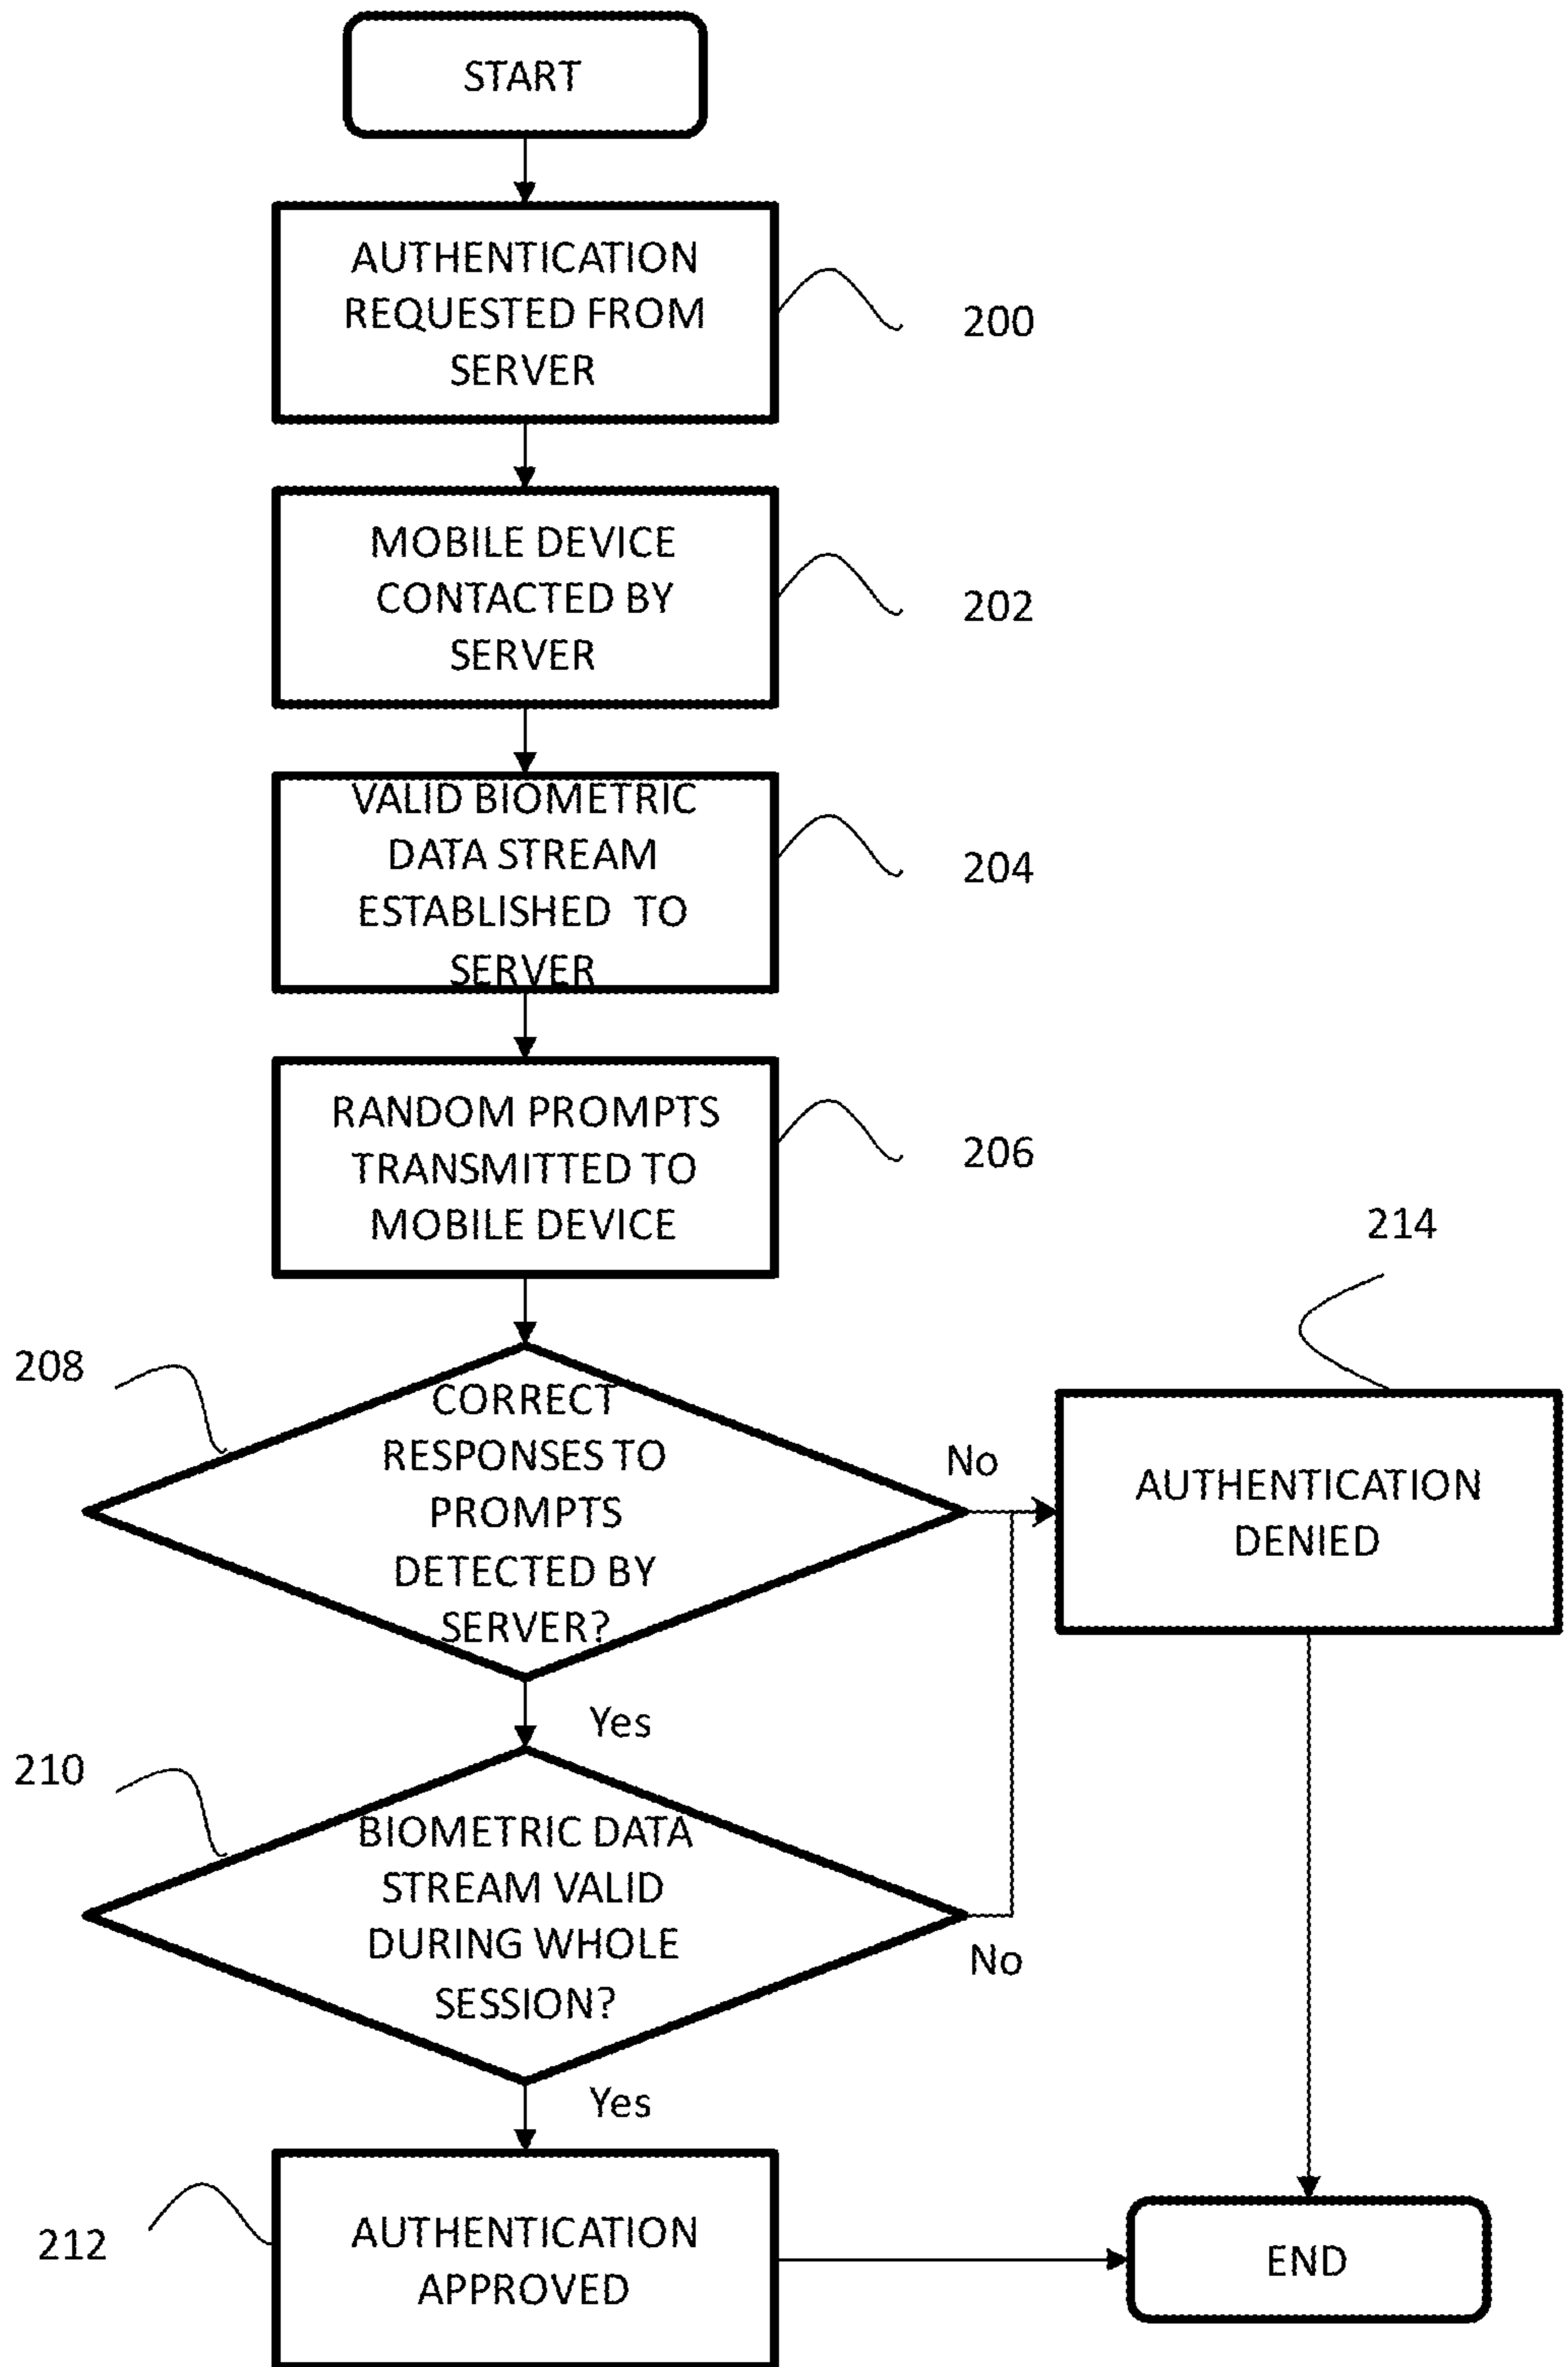 START
AUTHENTICATION
REQUESTED FROM
SERVER
200
MOBILE DEVICE
CONTACTED BY
SERVER
202
VALID BIOMETRIC
DATA STREAM
ESTABLISHED TO
SERVER
204
RANDOM PROMPTS
TRANSMITTED TO
MOBILE DEVICE
206
214
208
CORRECT
RESPONSES TO
PROMPTS
DETECTED BY
SERVER?
No
AUTHENTICATION
DENIED
Yes
210
BIOMETRIC DATA
STREAM VALID
DURING WHOLE
SESSION?
No
Yes
212
AUTHENTICATION
APPROVED
END